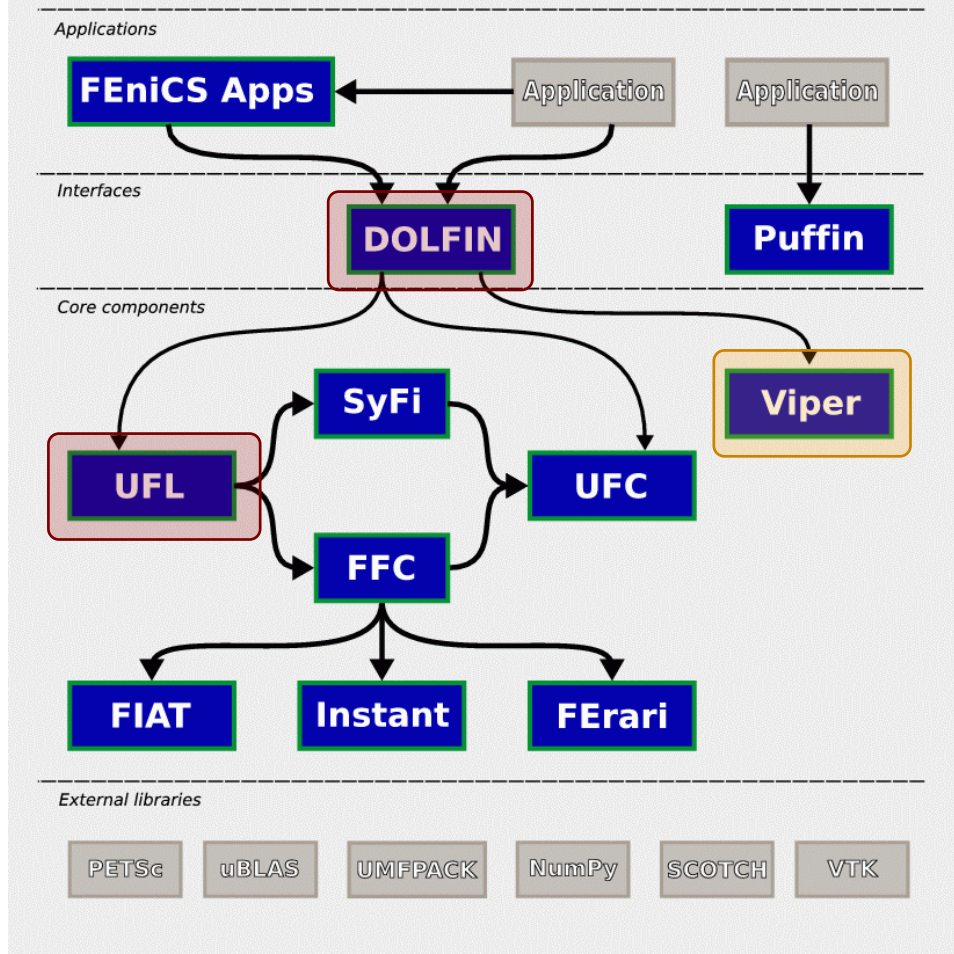 Applications
FEniCS Apps
Application
Application
Interfaces
DOLFIN
Puffin
Core components
SyFi
Viper
UFL
UFC
FFC
FIAT
Instant
FErari
External libraries
PETSc
uBLAS
UMFPACK
NumPy
SCOTCH
VTK